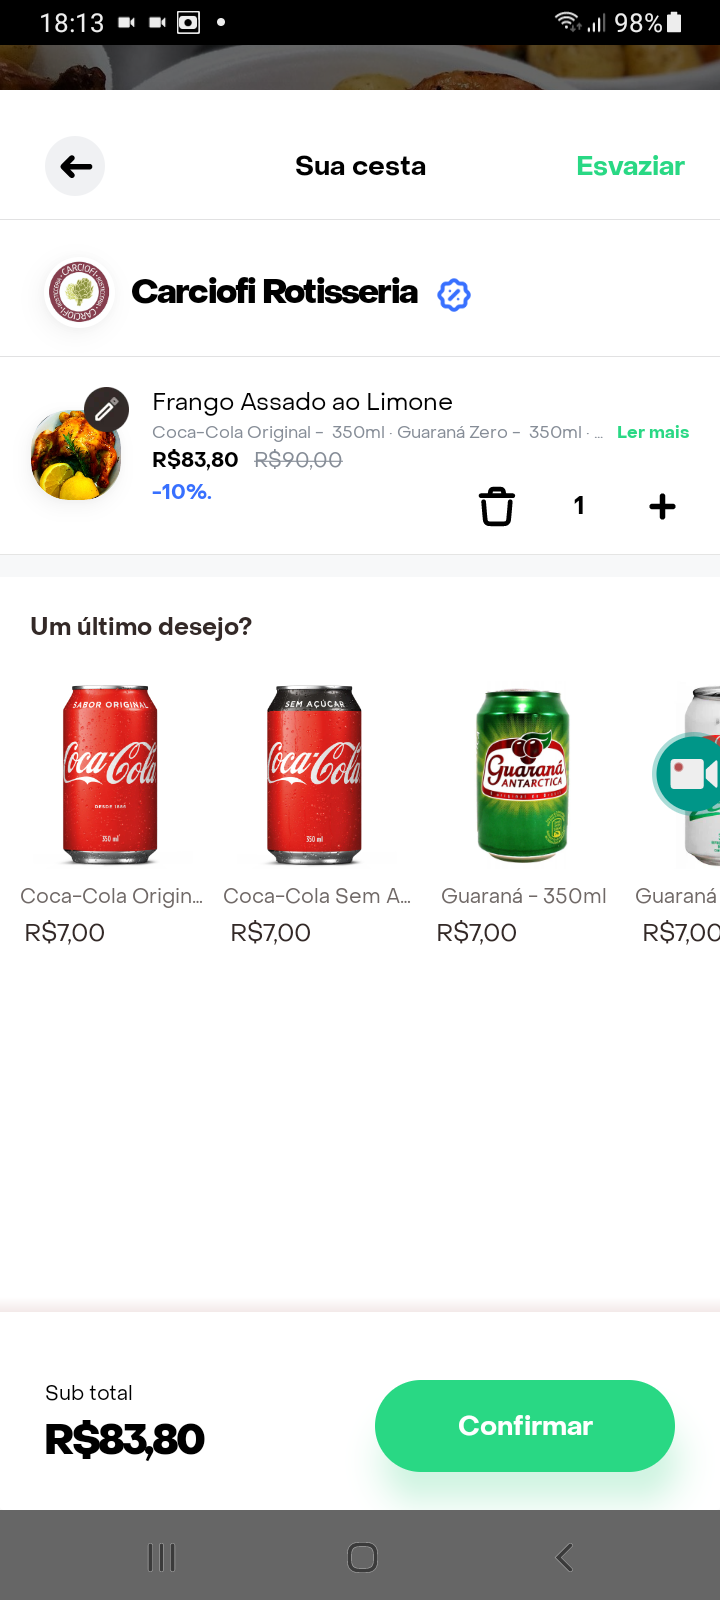 18:13 98%
Sua cesta Esvaziar
CARCIOFI
Carciofi Rotisseria
Frango Assado ao Limone
Coca-Cola Original - 350ml · Guaraná Zero - 350ml · ... Ler mais
R$83,80 R$90,00
-10%.
1
Um último desejo?
SABOR ORIGINAL SEM AÇÚCAR
Coca-Cola Coca-Cola Guaraná
ANTARCTICA
DESDE 1886
350 ml 350 ml
Coca-Cola Origin... Coca-Cola Sem A... Guaraná - 350ml Guaraná
R$7,00 R$7,00 R$7,00 R$7,00
Sub total
R$83,80 Confirmar